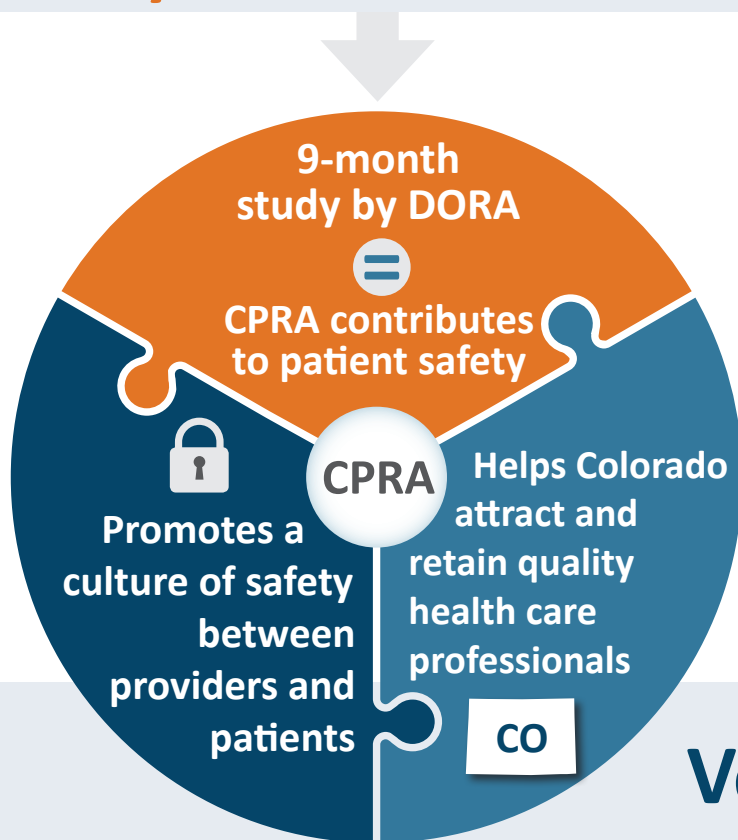 9-month
study by DORA
=
CPRA contributes
to patient safety
CPRA
Promotes a
culture of safety
between
providers and
patients
Helps Colorado
attract and
retain quality
health care
professionals
CO